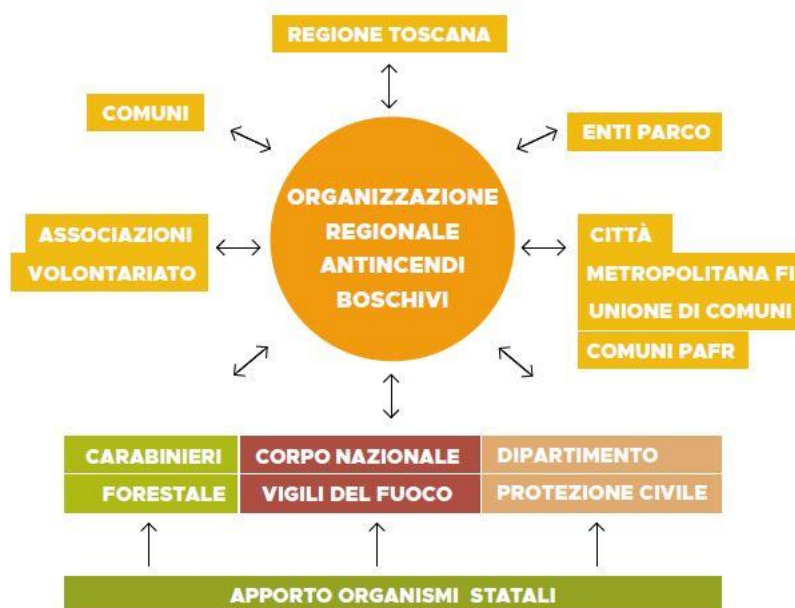 REGIONE TOSCANA
COMUNI
ENTI PARCO
ORGANIZZAZIONE
REGIONALE
ANTINCENDI
BOSCHIVI
ASSOCIAZIONI
VOLONTARIATO
CITTÀ
METROPOLITANA FI
UNIONE DI COMUNI
COMUNI PAFR
CARABINIERI
FORESTALE
CORPO NAZIONALE
VIGILI DEL FUOCO
DIPARTIMENTO
PROTEZIONE CIVILE
APPORTO ORGANISMI STATALI